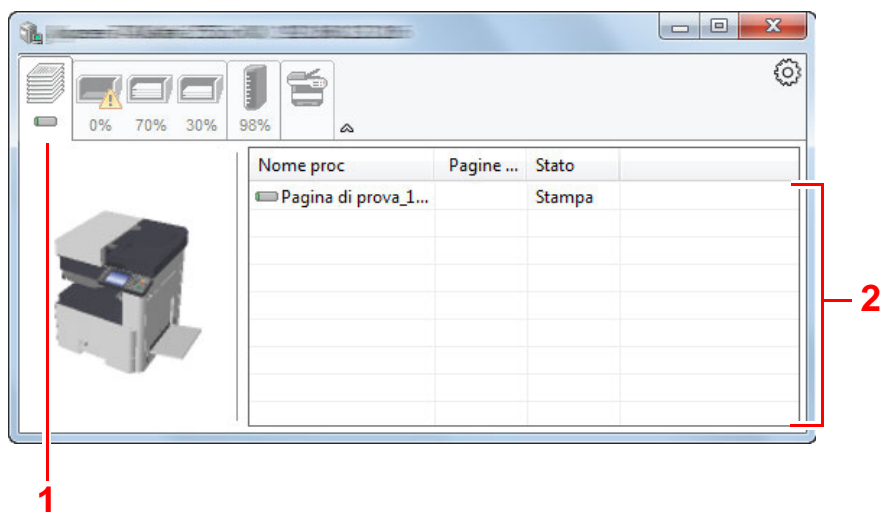 0% 70% 30% 98%
Nome proc Pagine ... Stato
Pagina di prova_1... Stampa
2
1